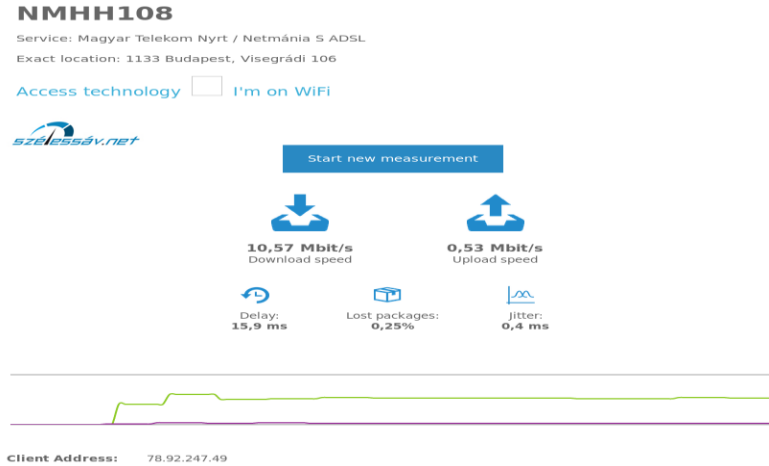 NMHH108
Service: Magyar Telekom Nyrt / Netmánia S ADSL
Exact location: 1133 Budapest, Visegrádi 106
Access technology I'm on WiFi
szélessáv.net
Start new measurement
10,57 Mbit/s 0,53 Mbit/s
Download speed Upload speed
Delay: Lost packages: Jitter:
15,9 ms 0,25% 0,4 ms
Client Address: 78.92.247.49